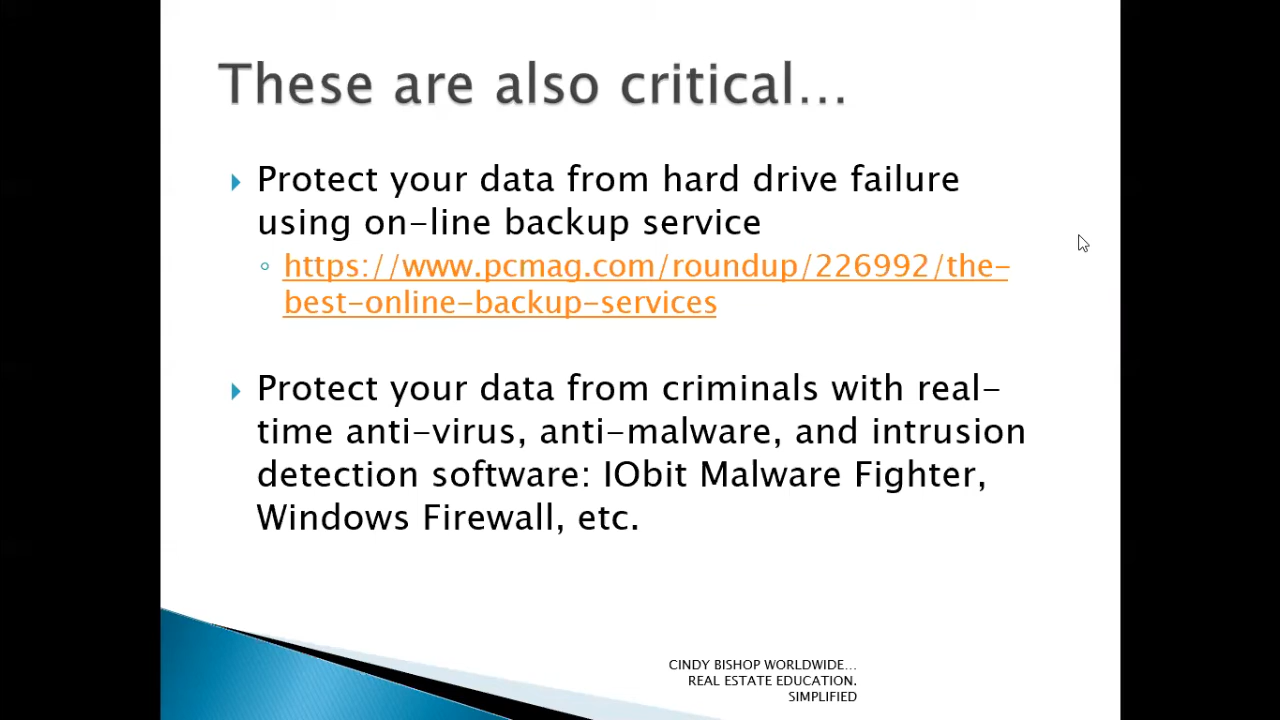 These are also critical…
Protect your data from hard drive failure
using on-line backup service
https://www.pcmag.com/roundup/226992/the-
best-online-backup-services
Protect your data from criminals with real-
time anti-virus, anti-malware, and intrusion
detection software: IObit Malware Fighter,
Windows Firewall, etc.
CINDY BISHOP WORLDWIDE…
REAL ESTATE EDUCATION.
SIMPLIFIED